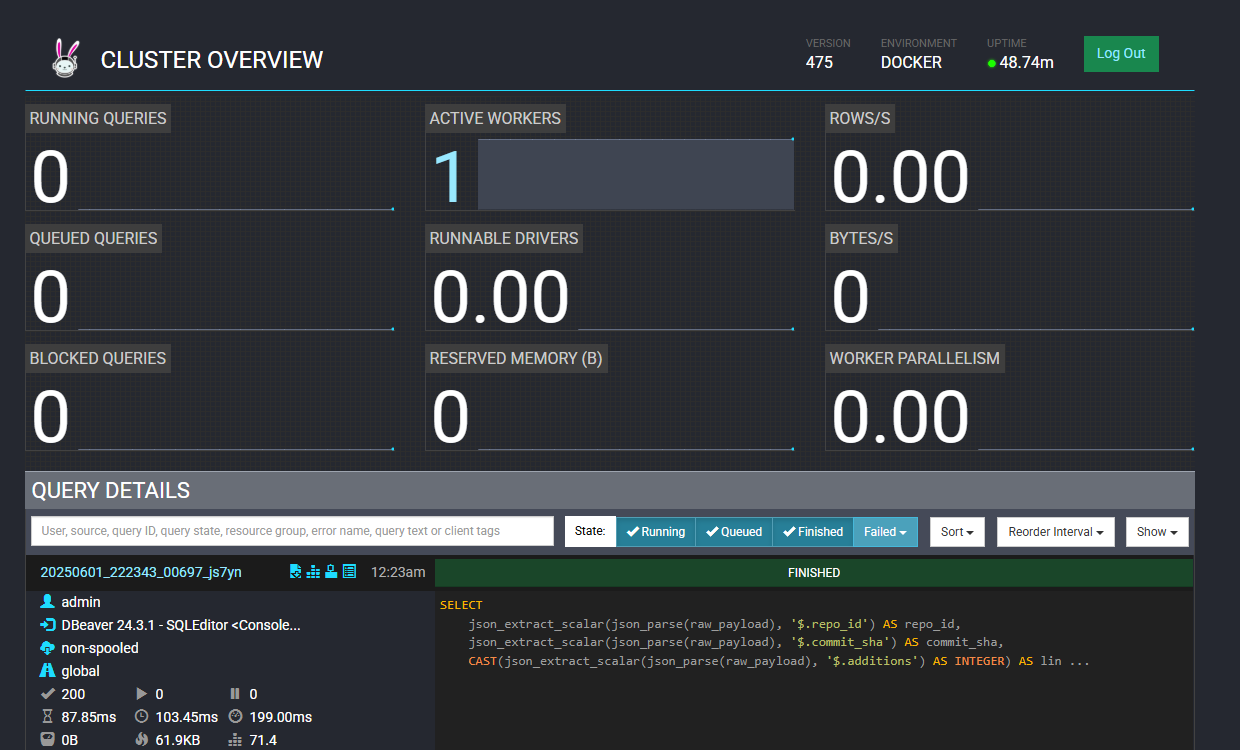 CLUSTER OVERVIEW
VERSION ENVIRONMENT UPTIME
475 DOCKER 48.74m
Log Out
RUNNING QUERIES ACTIVE WORKERS ROWS/S
0 1 0.00
QUEUED QUERIES RUNNABLE DRIVERS BYTES/S
0 0.00 0
BLOCKED QUERIES RESERVED MEMORY (B) WORKER PARALLELISM
0 0 0.00
QUERY DETAILS
User, source, query ID, query state, resource group, error name, query text or client tags State: Running Queued Finished Failed Sort Reorder Interval Show
20250601_222343_00697_js7yn 12:23am FINISHED
admin
DBeaver 24.3.1 - SQLEditor <Console...
non-spooled
global
200 0 0
87.85ms 103.45ms 199.00ms
0B 61.9KB 71.4
SELECT
json_extract_scalar(json_parse(raw_payload), '$.repo_id') AS repo_id,
json_extract_scalar(json_parse(raw_payload), '$.commit_sha') AS commit_sha,
CAST(json_extract_scalar(json_parse(raw_payload), '$.additions') AS INTEGER) AS lin ...